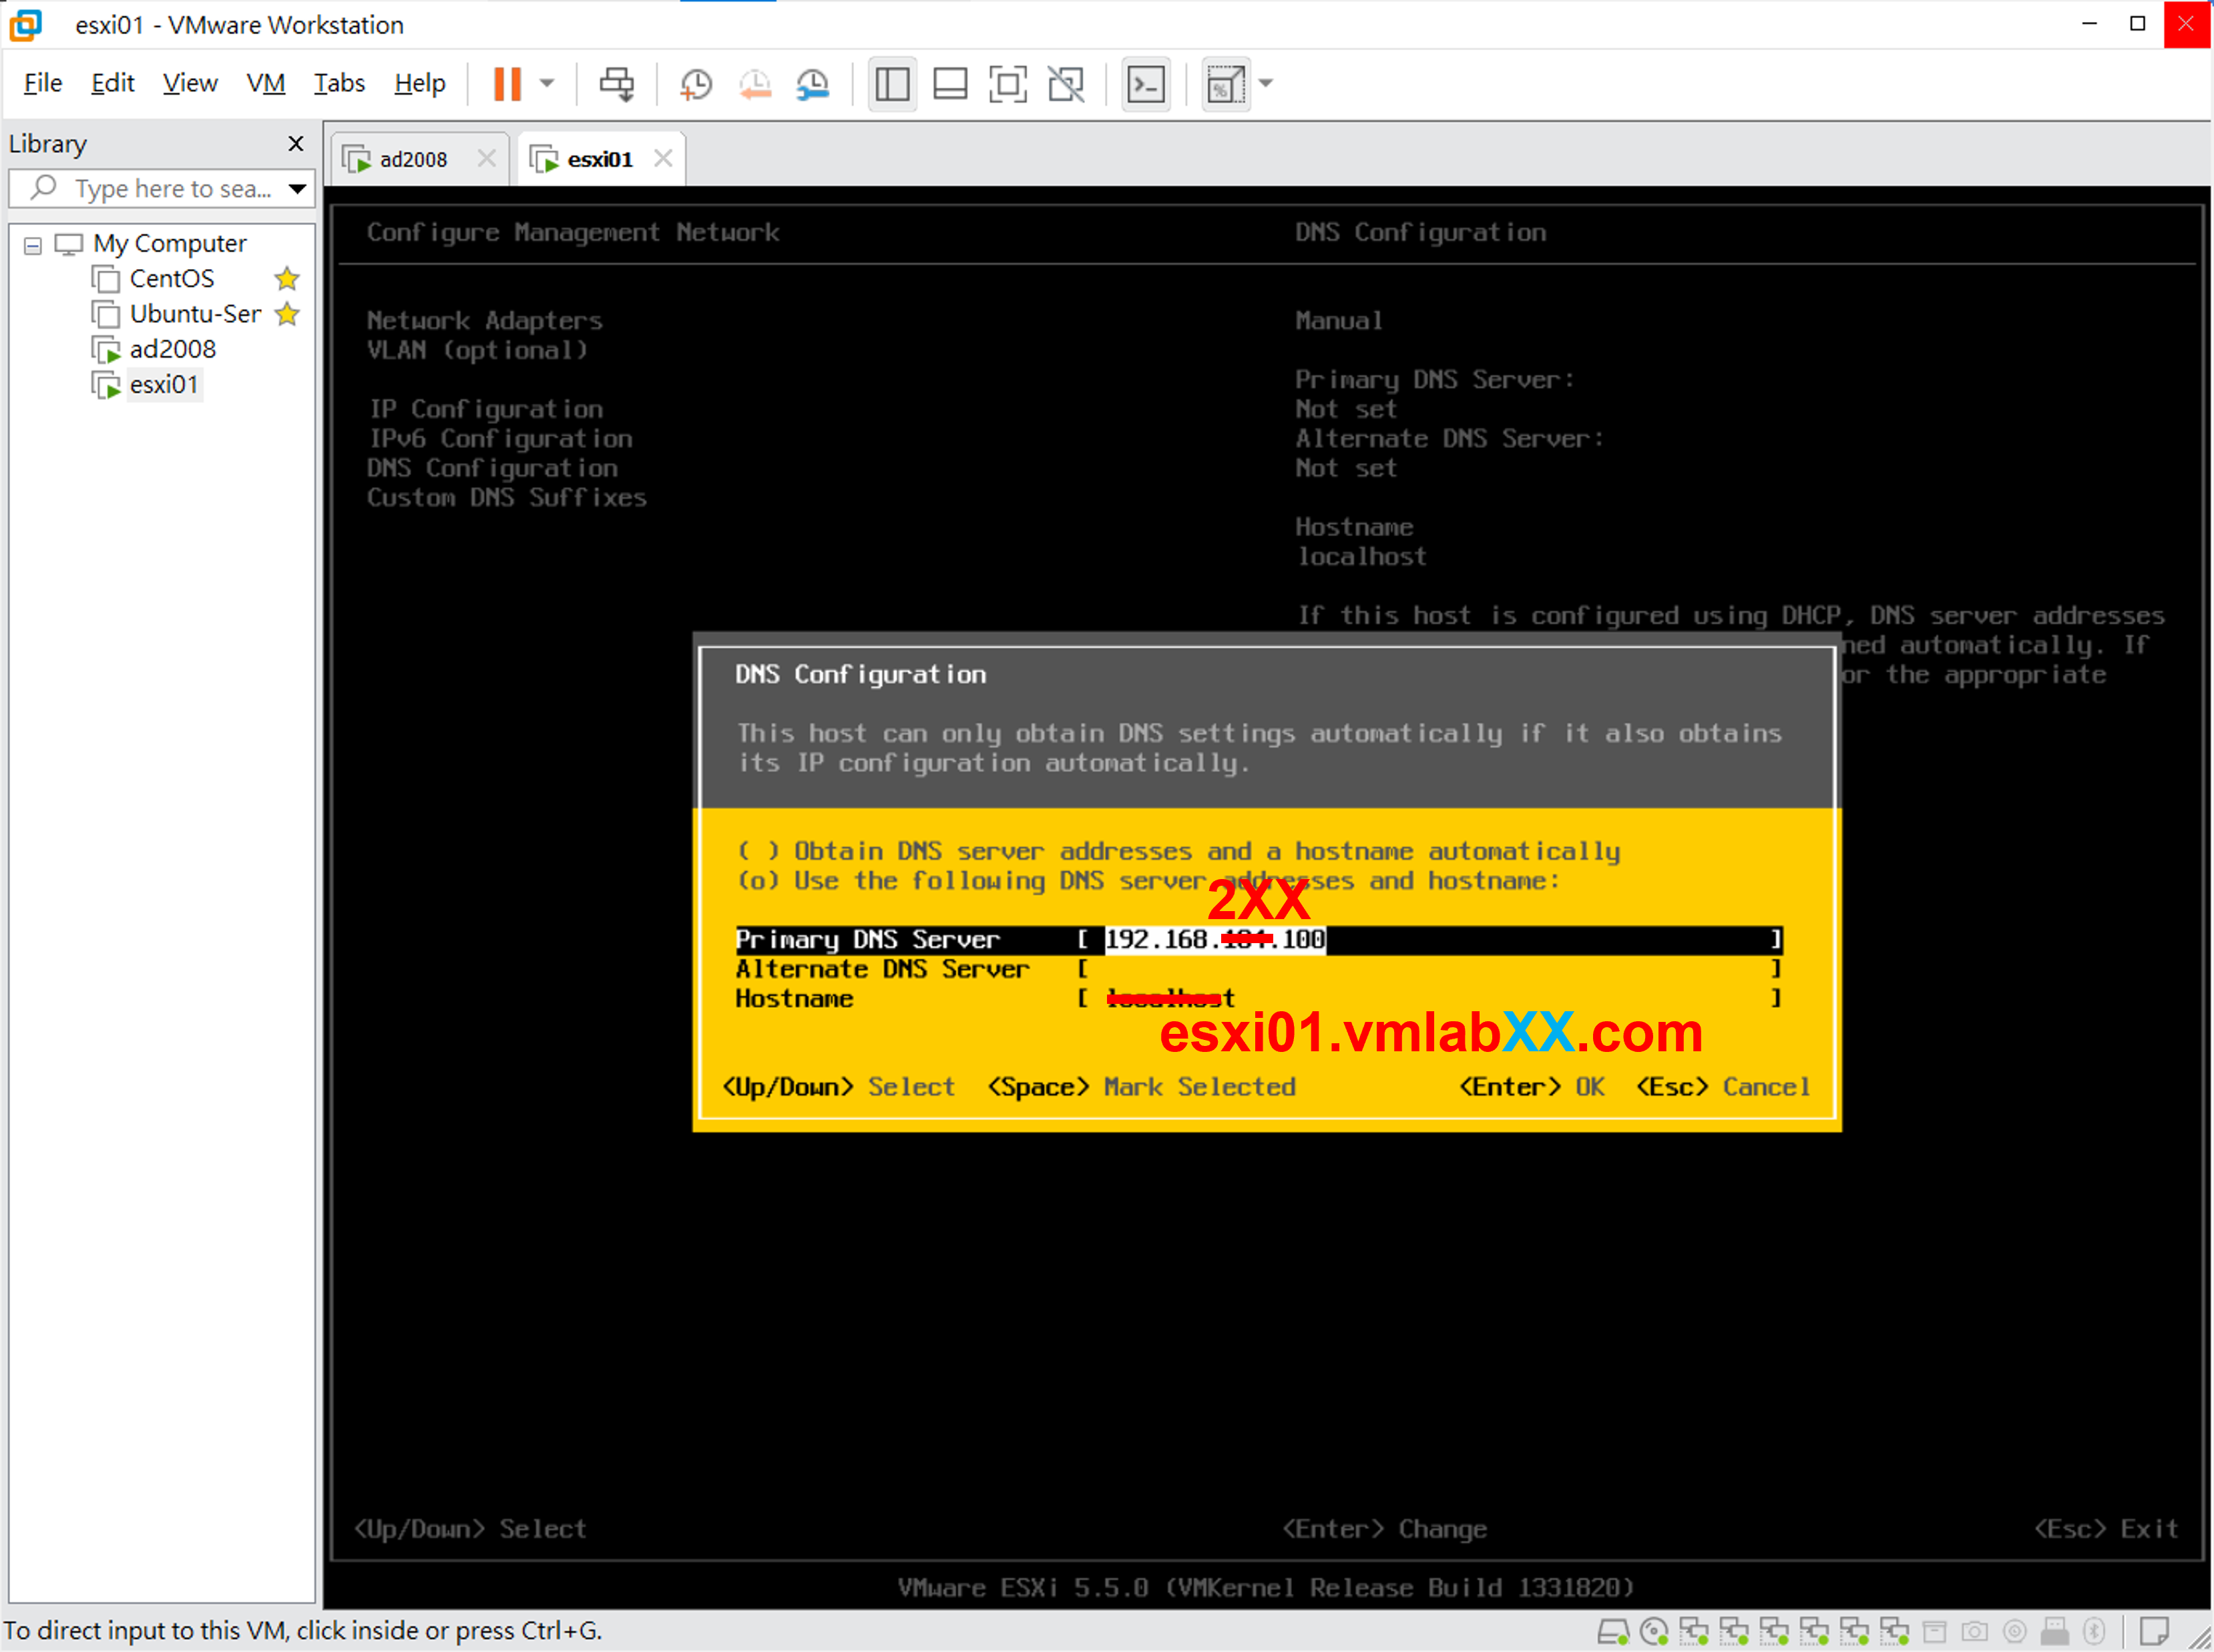 esxi01 - VMware Workstation
File Edit View VM Tabs Help
Library
Type here to sea...
ad2008
esxi01
My Computer
CentOS
Ubuntu-Ser
ad2008
esxi01
Configure Management Network
DNS Configuration
Network Adapters
VLAN (optional)
IP Configuration
IPv6 Configuration
DNS Configuration
Custom DNS Suffixes
Manual
Primary DNS Server:
Not set
Alternate DNS Server:
Not set
Hostname
localhost
If this host is configured using DHCP, DNS server addresses
ned automatically. If
or the appropriate
DNS Configuration
This host can only obtain DNS settings automatically if it also obtains
its IP configuration automatically.
( ) Obtain DNS server addresses and a hostname automatically
(o) Use the following DNS server addresses and hostname:
2XX
Primary DNS Server [ 192.168. .100 ]
Alternate DNS Server [ ]
Hostname [ localhost ]
esxi01.vmlabXX.com
<Up/Down> Select <Space> Mark Selected <Enter> OK <Esc> Cancel
<Up/Down> Select <Enter> Change <Esc> Exit
VMware ESXi 5.5.0 (VMKernel Release Build 1331820)
To direct input to this VM, click inside or press Ctrl+G.